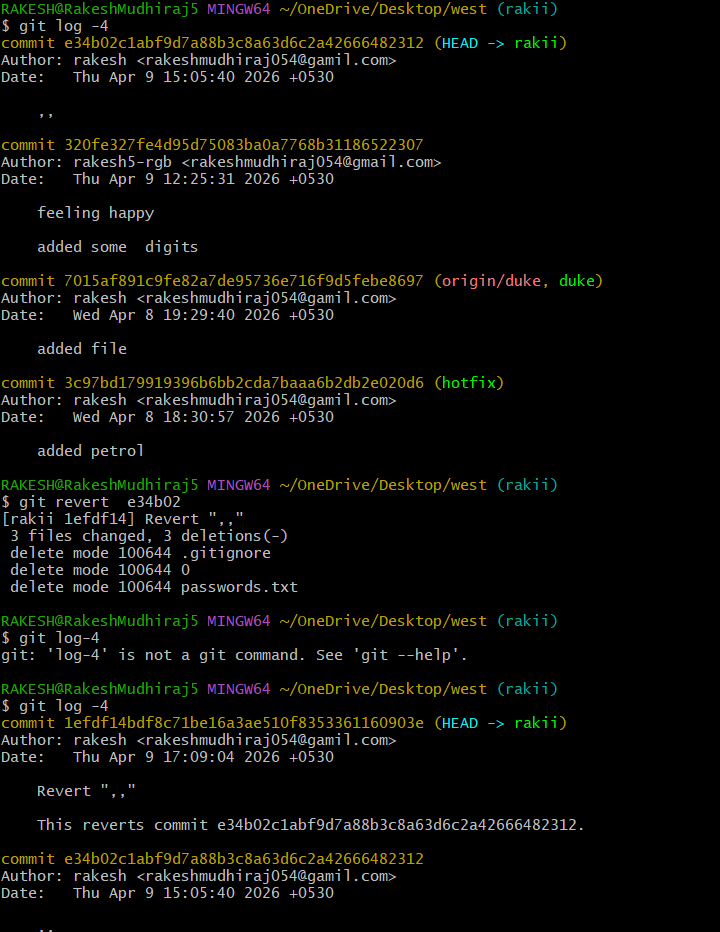 RAKESH@RakeshMudhiraj5 MINGW64 ~/OneDrive/Desktop/west (rakii)
$ git log -4
commit e34b02c1abf9d7a88b3c8a63d6c2a42666482312 (HEAD -> rakii)
Author: rakesh <rakeshmudhiraj054@gamil.com>
Date:   Thu Apr 9 15:05:40 2026 +0530
,,
commit 320fe327fe4d95d75083ba0a7768b31186522307
Author: rakesh5-rgb <rakeshmudhiraj054@gmail.com>
Date:   Thu Apr 9 12:25:31 2026 +0530
feeling happy
added some  digits
commit 7015af891c9fe82a7de95736e716f9d5febe8697 (origin/duke, duke)
Author: rakesh <rakeshmudhiraj054@gamil.com>
Date:   Wed Apr 8 19:29:40 2026 +0530
added file
commit 3c97bd179919396b6bb2cda7baaa6b2db2e020d6 (hotfix)
Author: rakesh <rakeshmudhiraj054@gamil.com>
Date:   Wed Apr 8 18:30:57 2026 +0530
added petrol
RAKESH@RakeshMudhiraj5 MINGW64 ~/OneDrive/Desktop/west (rakii)
$ git revert  e34b02
[rakii 1efdf14] Revert ",,"
3 files changed, 3 deletions(-)
delete mode 100644 .gitignore
delete mode 100644 0
delete mode 100644 passwords.txt
RAKESH@RakeshMudhiraj5 MINGW64 ~/OneDrive/Desktop/west (rakii)
$ git log-4
git: 'log-4' is not a git command. See 'git --help'.
RAKESH@RakeshMudhiraj5 MINGW64 ~/OneDrive/Desktop/west (rakii)
$ git log -4
commit 1efdf14bdf8c71be16a3ae510f8353361160903e (HEAD -> rakii)
Author: rakesh <rakeshmudhiraj054@gamil.com>
Date:   Thu Apr 9 17:09:04 2026 +0530
Revert ",,"
This reverts commit e34b02c1abf9d7a88b3c8a63d6c2a42666482312.
commit e34b02c1abf9d7a88b3c8a63d6c2a42666482312
Author: rakesh <rakeshmudhiraj054@gamil.com>
Date:   Thu Apr 9 15:05:40 2026 +0530
,,